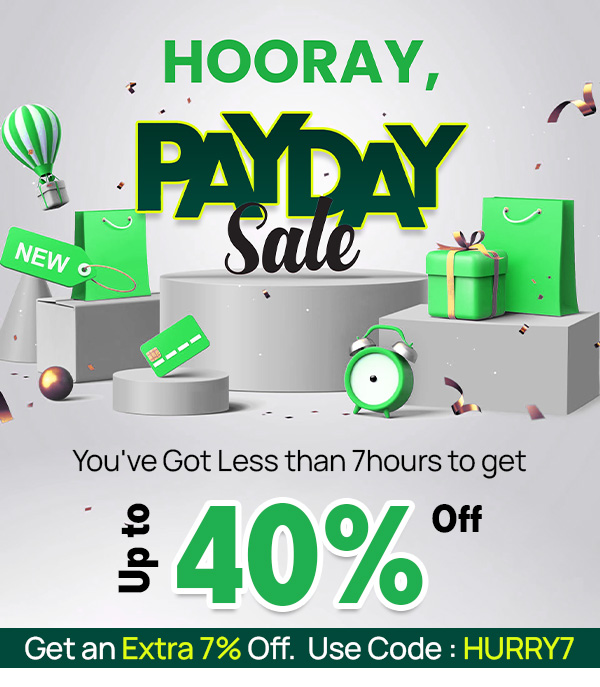 HOORAY,
PAYDAY
Sale
NEW
You've Got Less than 7hours to get
Up to
40%
Off
Get an Extra 7% Off. Use Code : HURRY7